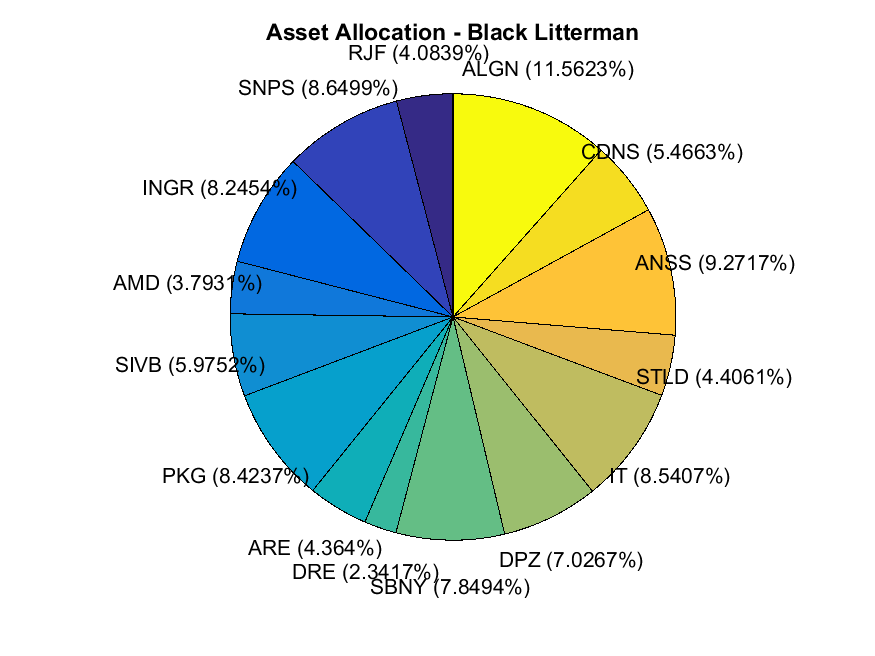 Asset Allocation - Black Litterman
RJF (4.0839%)
ALGN (11.5623%)
SNPS (8.6499%)
CDNS (5.4663%)
INGR (8.2454%)
ANSS (9.2717%)
AMD (3.7931%)
SIVB (5.9752%)
STLD (4.4061%)
PKG (8.4237%)
IT (8.5407%)
ARE (4.364%)
DPZ (7.0267%)
DRE (2.3417%)
SBNY (7.8494%)